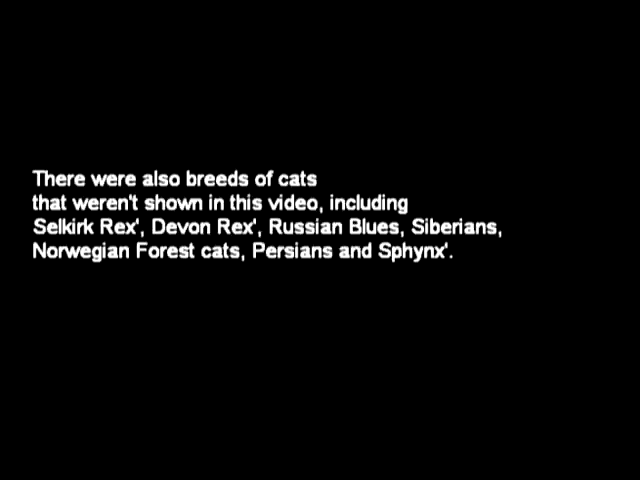 There were also breeds of cats
that weren't shown in this video, including
Selkirk Rex', Devon Rex', Russian Blues, Siberians,
Norwegian Forest cats, Persians and Sphynx'.